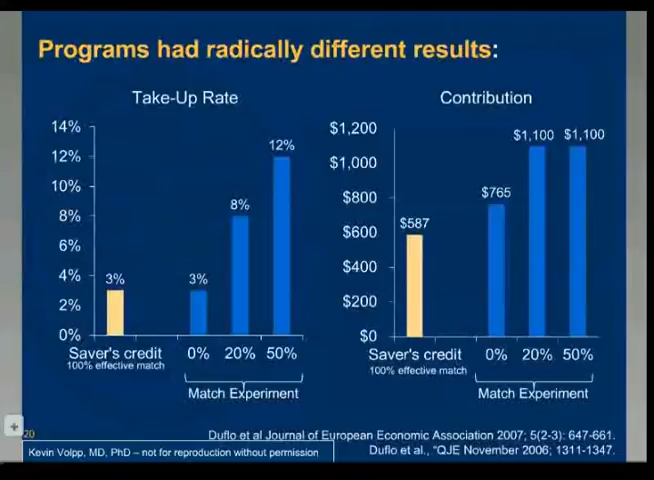 Programs had radically different results:
Take-Up Rate
14%
12%
10%
8%
6%
4%
2%
0%
3%
3%
8%
12%
Saver's credit
100% effective match
0%
20%
50%
Match Experiment
Contribution
$1,200
$1,000
$800
$600
$400
$200
$0
$587
$765
$1,100
$1,100
Saver's credit
100% effective match
0%
20%
50%
Match Experiment
20
Duflo et al Journal of European Economic Association 2007; 5(2-3): 647-661.
Duflo et al., "QJE November 2006; 1311-1347.
Kevin Volpp, MD, PhD – not for reproduction without permission